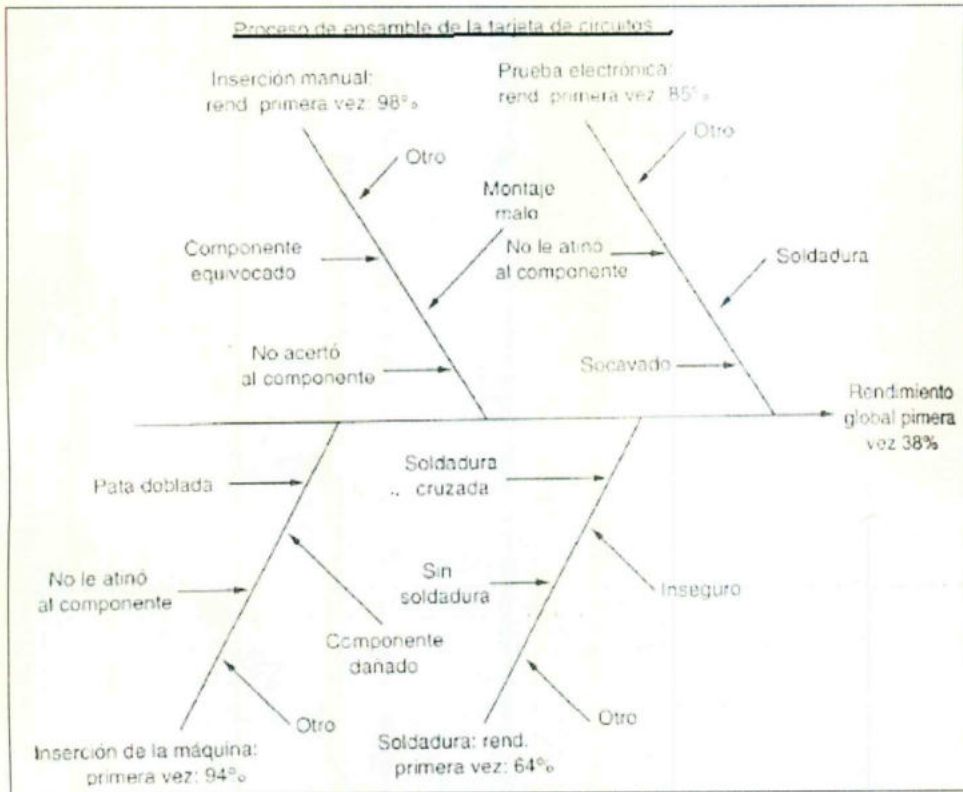 Proceso de ensamble de la tarjeta de circuitos
Inserción manual:
rend. primera vez: 98%
Prueba electrónica:
rend. primera vez: 85%
Otro
Otro
Montaje
malo
Componente
equivocado
No le atinó
al componente
Soldadura
No acertó
al componente
Socavado
Rendimiento
global pimera
vez 38%
Pata doblada
Soldadura
cruzada
No le atinó
al componente
Sin
soldadura
Inseguro
Componente
dañado
Otro
Otro
Inserción de la máquina:
primera vez: 94%
Soldadura: rend.
primera vez: 64%